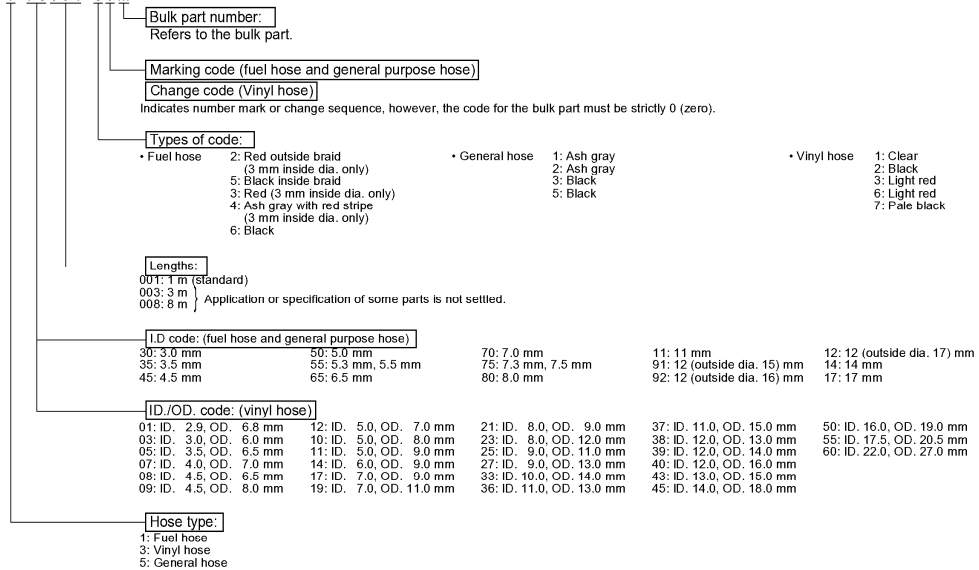 Bulk part number:
Refers to the bulk part.
Marking code (fuel hose and general purpose hose)
Change code (Vinyl hose)
Indicates number mark or change sequence, however, the code for the bulk part must be strictly 0 (zero).
Types of code:
• Fuel hose 2: Red outside braid • General hose 1: Ash gray • Vinyl hose 1: Clear
(3 mm inside dia. only) 2: Ash gray 2: Black
5: Black inside braid 3: Black 3: Light red
3: Red (3 mm inside dia. only) 5: Black 6: Light red
4: Ash gray with red stripe 7: Pale black
(3 mm inside dia. only)
6: Black
Lengths:
001: 1 m (standard)
003: 3 m
008: 8 m } Application or specification of some parts is not settled.
I.D code: (fuel hose and general purpose hose)
30: 3.0 mm 50: 5.0 mm 70: 7.0 mm 11: 11 mm 12: 12 (outside dia. 17) mm
35: 3.5 mm 55: 5.3 mm, 5.5 mm 75: 7.3 mm, 7.5 mm 91: 12 (outside dia. 15) mm 14: 14 mm
45: 4.5 mm 65: 6.5 mm 80: 8.0 mm 92: 12 (outside dia. 16) mm 17: 17 mm
ID./OD. code: (vinyl hose)
01: ID. 2.9, OD. 6.8 mm 12: ID. 5.0, OD. 7.0 mm 21: ID. 8.0, OD. 9.0 mm 37: ID. 11.0, OD. 15.0 mm 50: ID. 16.0, OD. 19.0 mm
03: ID. 3.0, OD. 6.0 mm 10: ID. 5.0, OD. 8.0 mm 23: ID. 8.0, OD. 12.0 mm 38: ID. 12.0, OD. 13.0 mm 55: ID. 17.5, OD. 20.5 mm
05: ID. 3.5, OD. 6.5 mm 11: ID. 5.0, OD. 9.0 mm 25: ID. 9.0, OD. 11.0 mm 39: ID. 12.0, OD. 14.0 mm 60: ID. 22.0, OD. 27.0 mm
07: ID. 4.0, OD. 7.0 mm 14: ID. 6.0, OD. 9.0 mm 27: ID. 9.0, OD. 13.0 mm 40: ID. 12.0, OD. 16.0 mm
08: ID. 4.5, OD. 6.5 mm 17: ID. 7.0, OD. 9.0 mm 33: ID. 10.0, OD. 14.0 mm 43: ID. 13.0, OD. 15.0 mm
09: ID. 4.5, OD. 8.0 mm 19: ID. 7.0, OD. 11.0 mm 36: ID. 11.0, OD. 13.0 mm 45: ID. 14.0, OD. 18.0 mm
Hose type:
1: Fuel hose
3: Vinyl hose
5: General hose